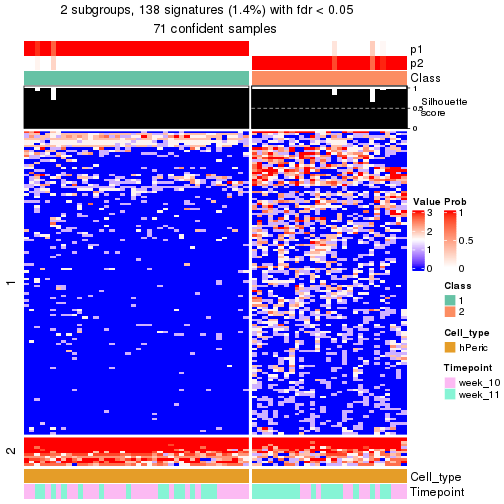 2 subgroups, 138 signatures (1.4%) with fdr < 0.05
71 confident samples
p1
p2
Class
1
0.5
0
Silhouette
score
1
2
Cell_type
Timepoint
Value
3
2
1
0
Prob
1
0.5
0
Class
1
2
Cell_type
hPeric
Timepoint
week_10
week_11